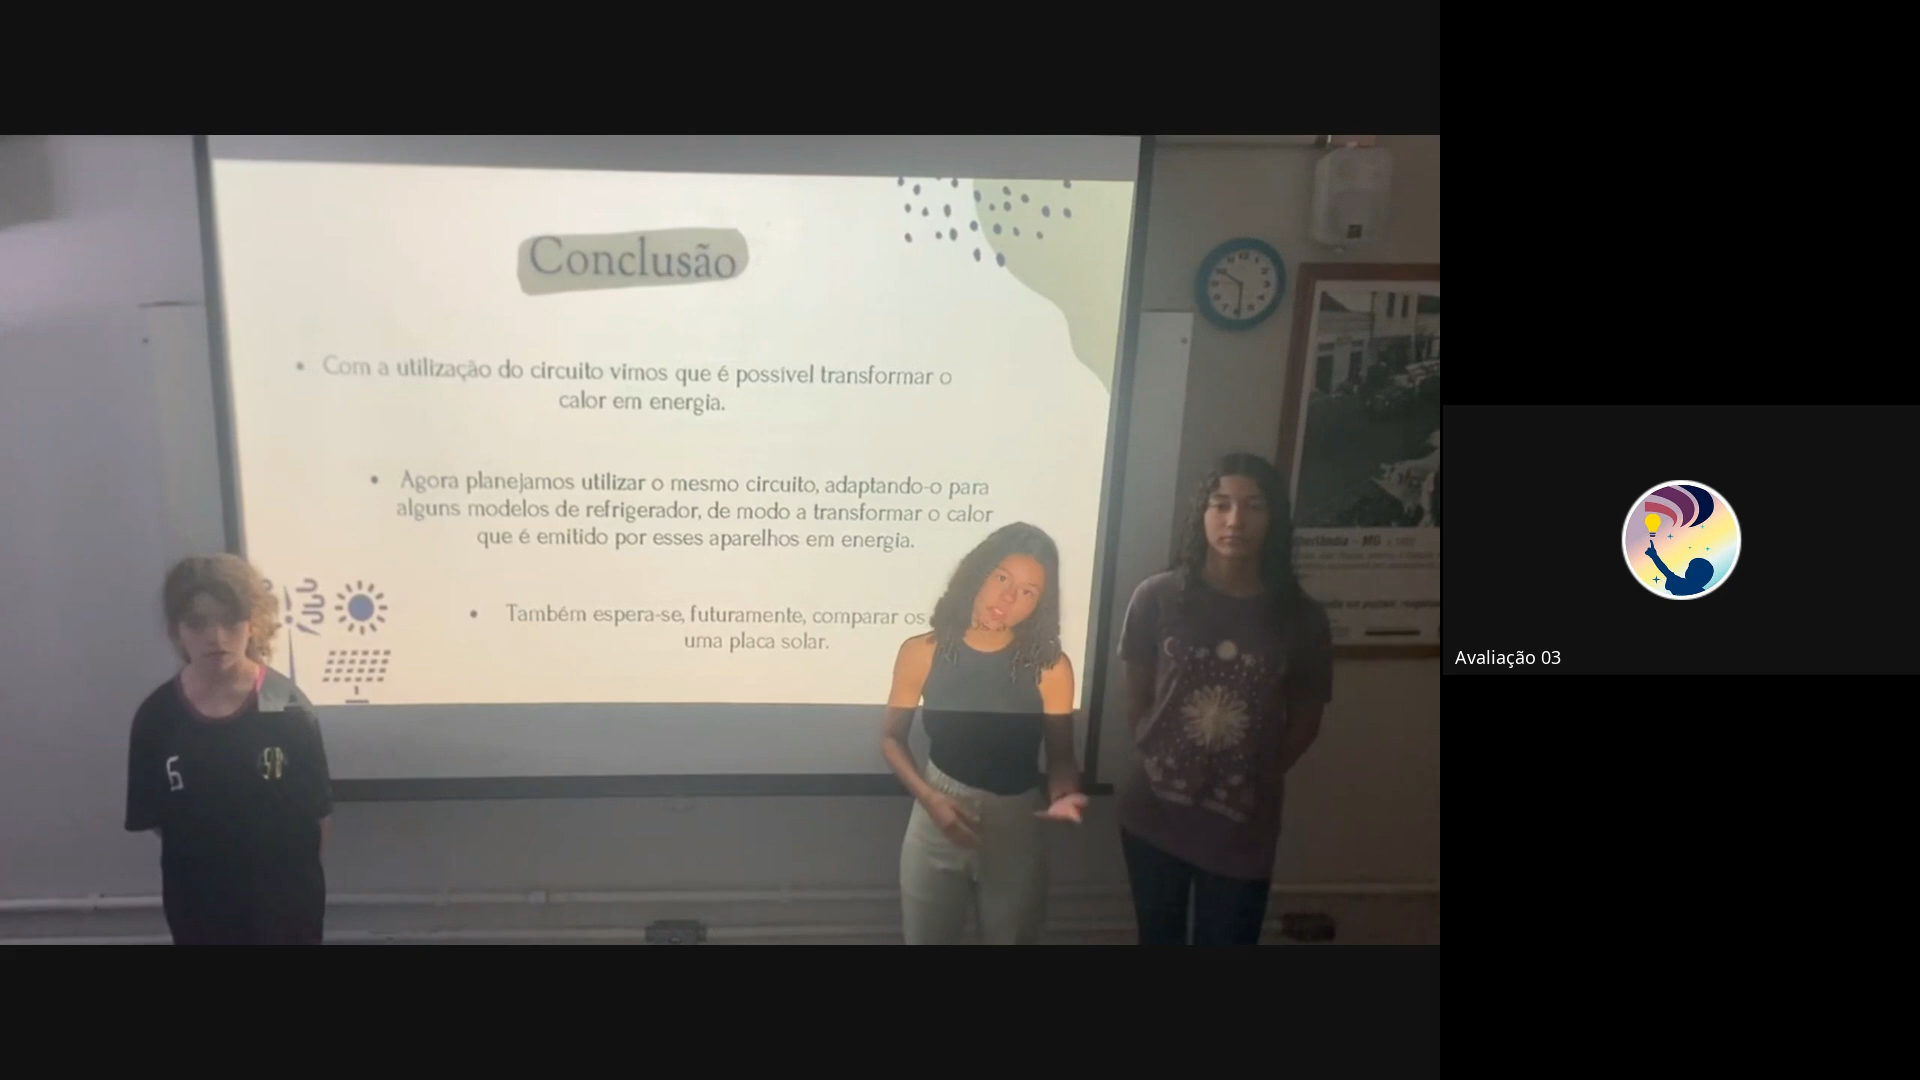 Conclusão
• Com a utilização do circuito vimos que é possível transformar o
calor em energia.
• Agora planejamos utilizar o mesmo circuito, adaptando-o para
alguns modelos de refrigerador, de modo a transformar o calor
que é emitido por esses aparelhos em energia.
• Também espera-se, futuramente, comparar os
uma placa solar.
6
Avaliação 03